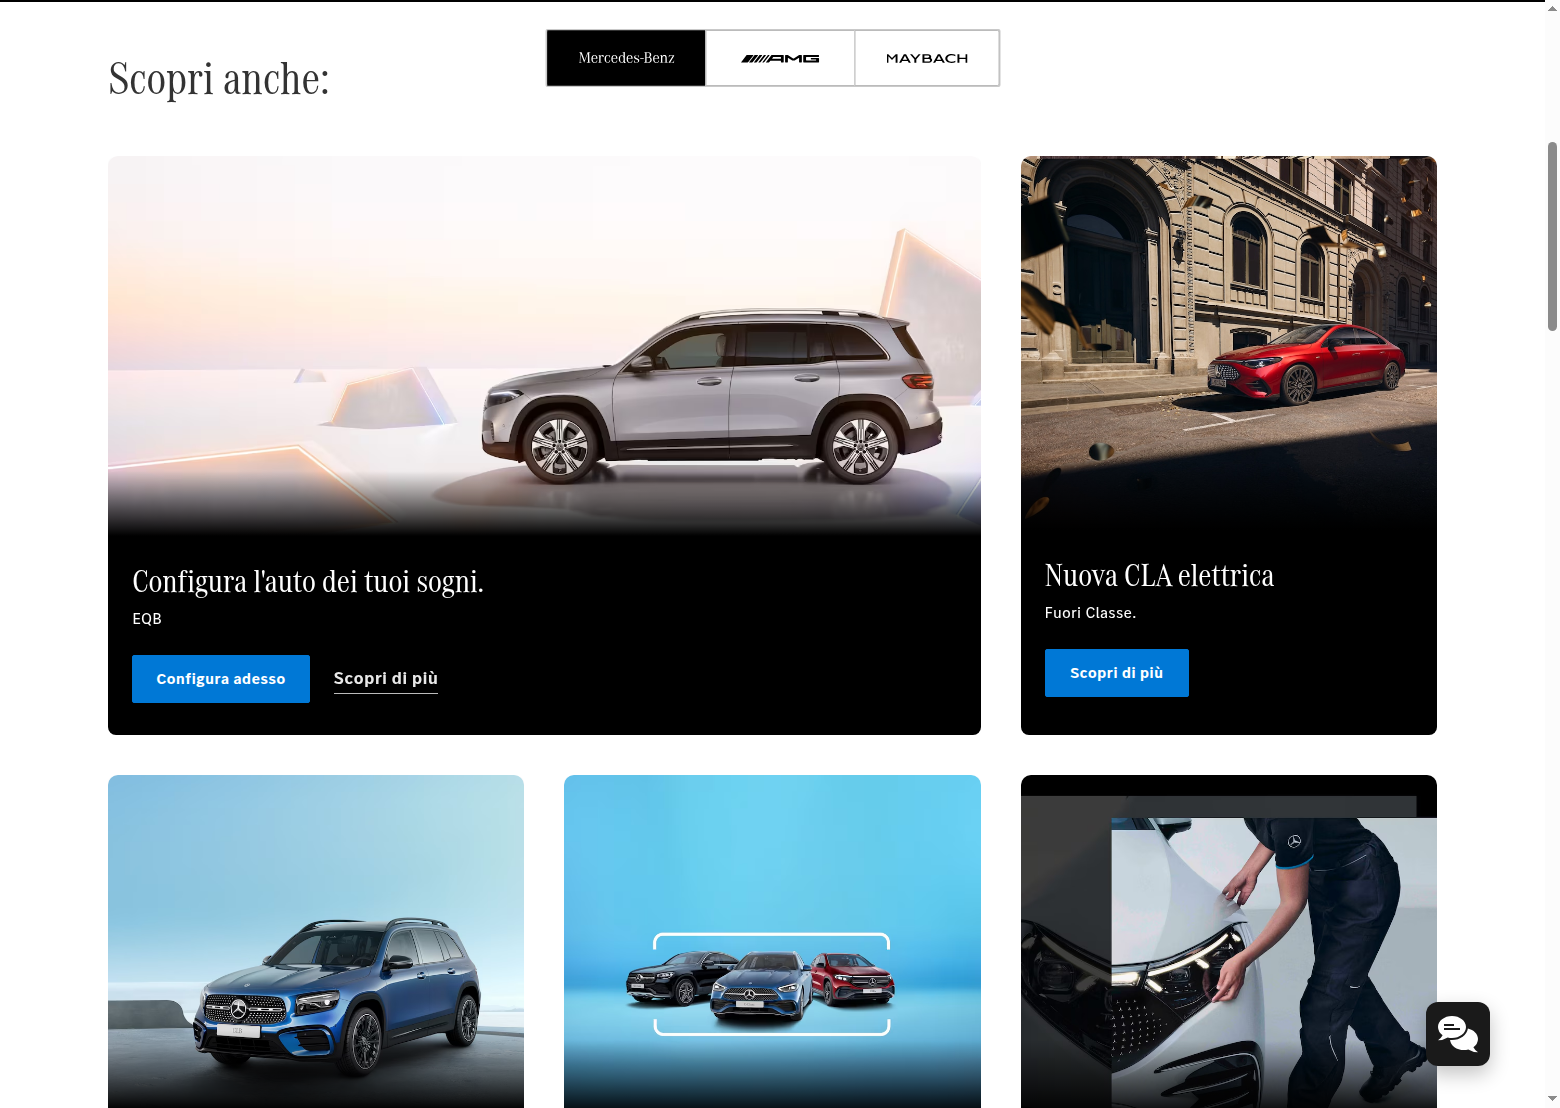 Scopri anche:
Mercedes-Benz
AMG
MAYBACH
Configura l'auto dei tuoi sogni.
EQB
Configura adesso
Scopri di più
Nuova CLA elettrica
Fuori Classe.
Scopri di più